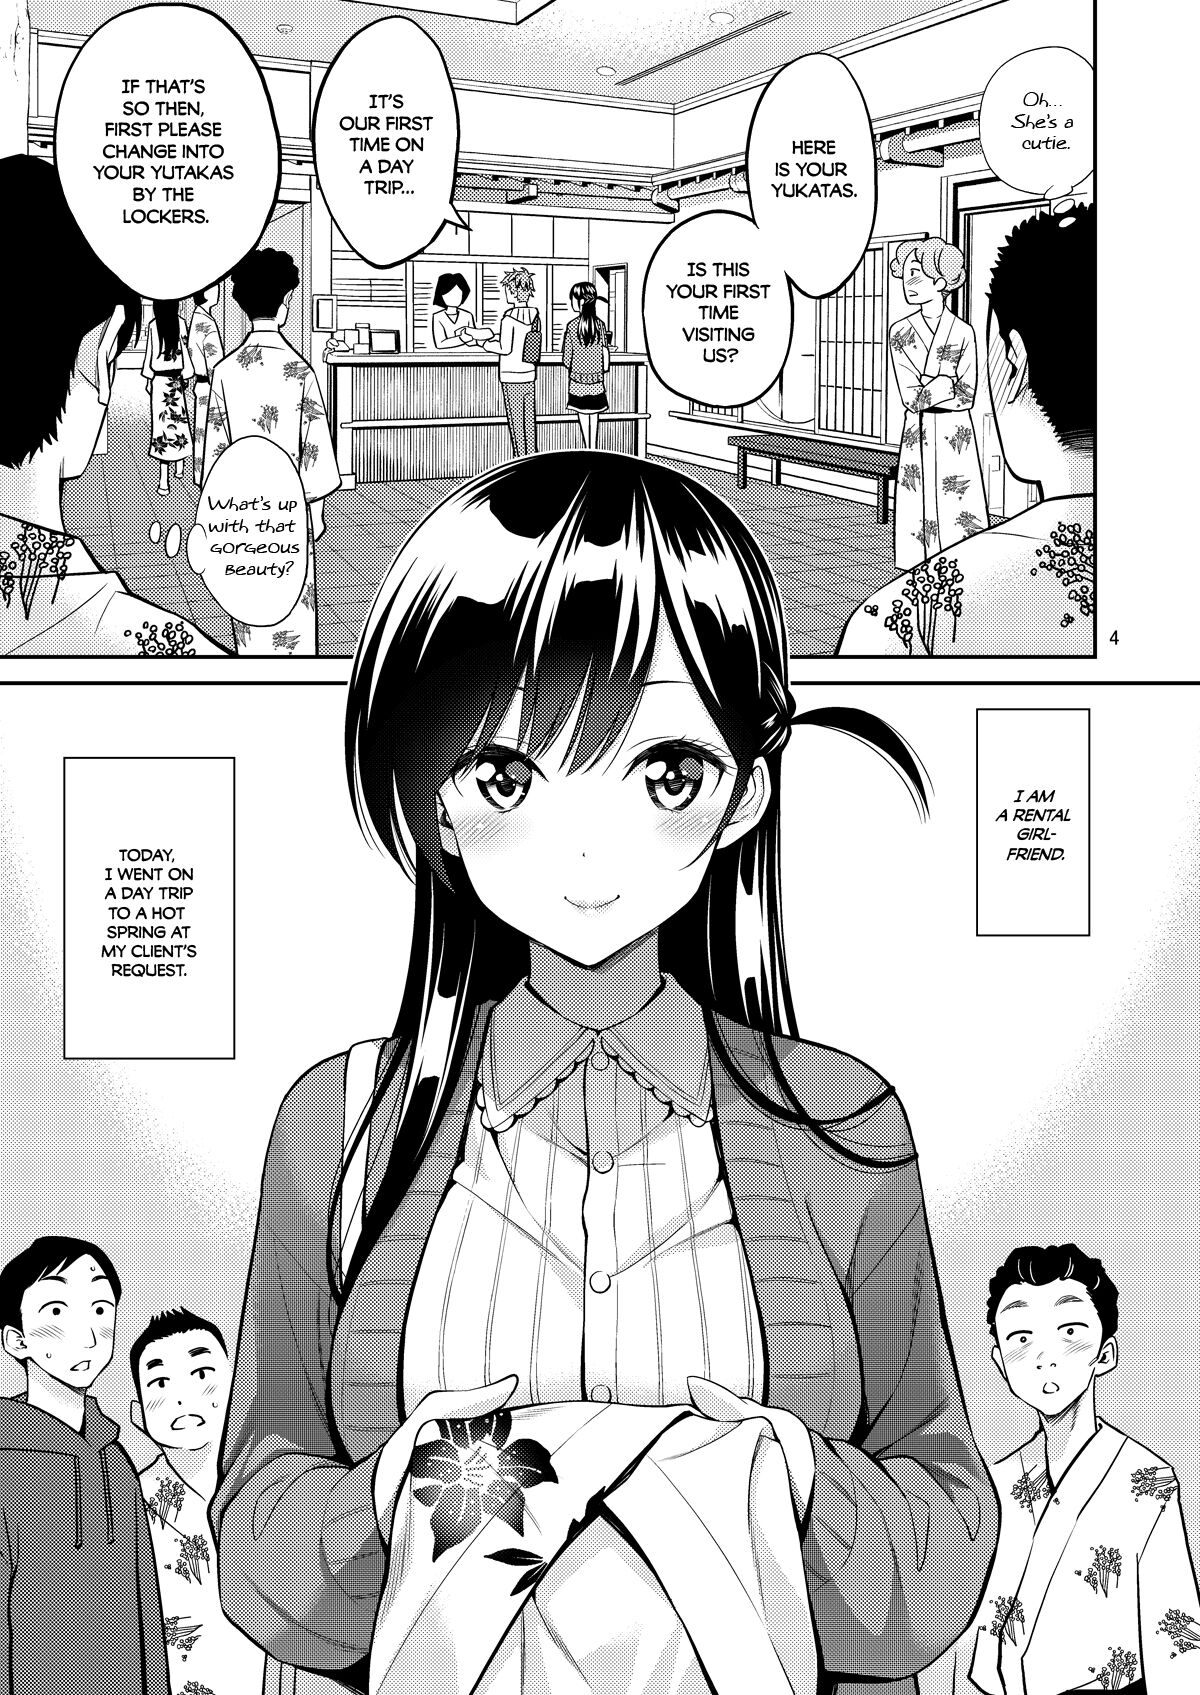 Oh...
She's a
cutie.
HERE
IS YOUR
YUKATAS.
IS THIS
YOUR FIRST
TIME
VISITING
US?
IT'S
OUR FIRST
TIME ON
A DAY
TRIP...
IF THAT'S
SO THEN,
FIRST PLEASE
CHANGE INTO
YOUR YUTAKAS
BY THE
LOCKERS.
What's up
with that
gorgeous
Beauty?
4
I AM
A RENTAL
GIRL-
FRIEND.
TODAY,
I WENT ON
A DAY TRIP
TO A HOT
SPRING AT
MY CLIENT'S
REQUEST.